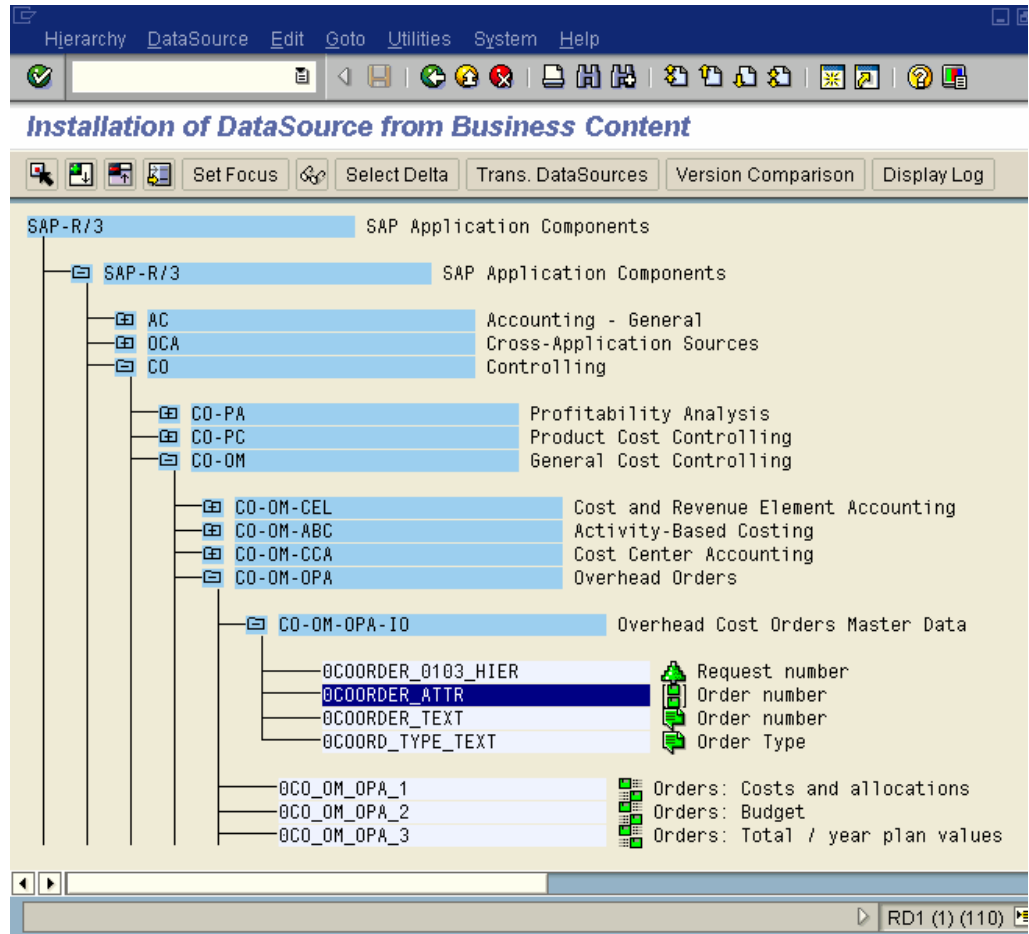 Hierarchy DataSource Edit Goto Utilities System Help
Installation of DataSource from Business Content
Set Focus Select Delta Trans. DataSources Version Comparison Display Log
SAP-R/3 SAP Application Components
SAP-R/3 SAP Application Components
AC Accounting - General
OCA Cross-Application Sources
CO Controlling
CO-PA Profitability Analysis
CO-PC Product Cost Controlling
CO-OM General Cost Controlling
CO-OM-CEL Cost and Revenue Element Accounting
CO-OM-ABC Activity-Based Costing
CO-OM-CCA Cost Center Accounting
CO-OM-OPA Overhead Orders
CO-OM-OPA-IO Overhead Cost Orders Master Data
0COORDER_0103_HIER Request number
0COORDER_ATTR Order number
0COORDER_TEXT Order number
0COORD_TYPE_TEXT Order Type
0CO_OM_OPA_1 Orders: Costs and allocations
0CO_OM_OPA_2 Orders: Budget
0CO_OM_OPA_3 Orders: Total / year plan values
RD1 (1) (110)